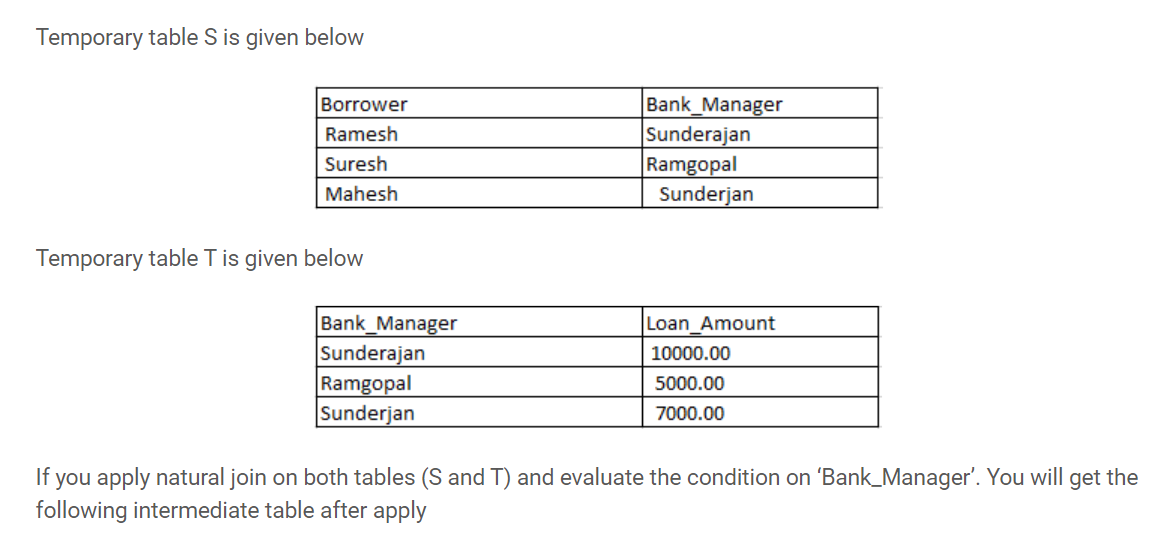 Temporary table S is given below
Borrower Bank_Manager
Ramesh Sunderajan
Suresh Ramgopal
Mahesh Sunderjan
Temporary table T is given below
Bank_Manager Loan_Amount
Sunderajan 10000.00
Ramgopal 5000.00
Sunderjan 7000.00
If you apply natural join on both tables (S and T) and evaluate the condition on ‘Bank_Manager’. You will get the
following intermediate table after apply